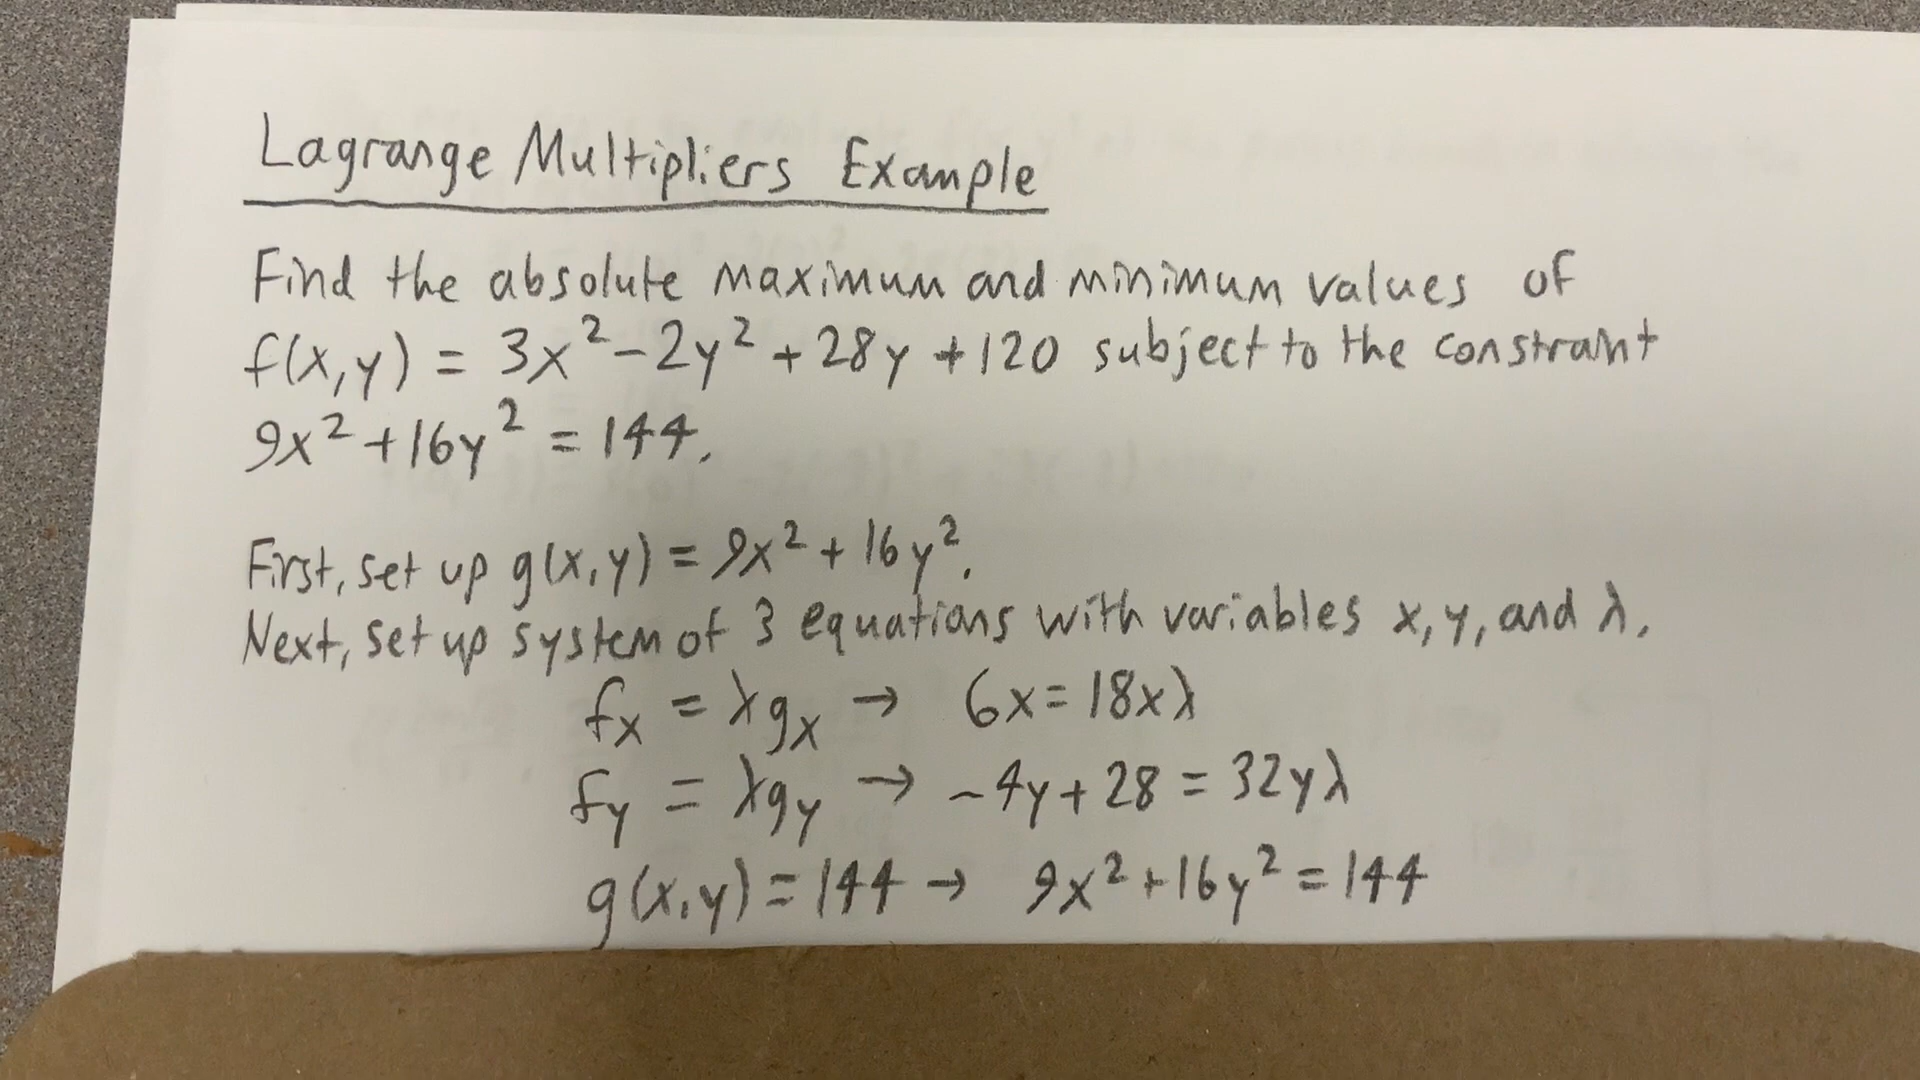 Lagrange Multipliers Example
Find the absolute maximum and minimum values of
f(x,y) = 3x² - 2y² + 28y + 120 subject to the constraint
9x² + 16y² = 144.
First, set up g(x,y) = 9x² + 16y².
Next, set up system of 3 equations with variables x, y, and λ.
fₓ = λgₓ → 6x = 18xλ
f_y = λg_y → -4y + 28 = 32yλ
g(x,y) = 144 → 9x² + 16y² = 144